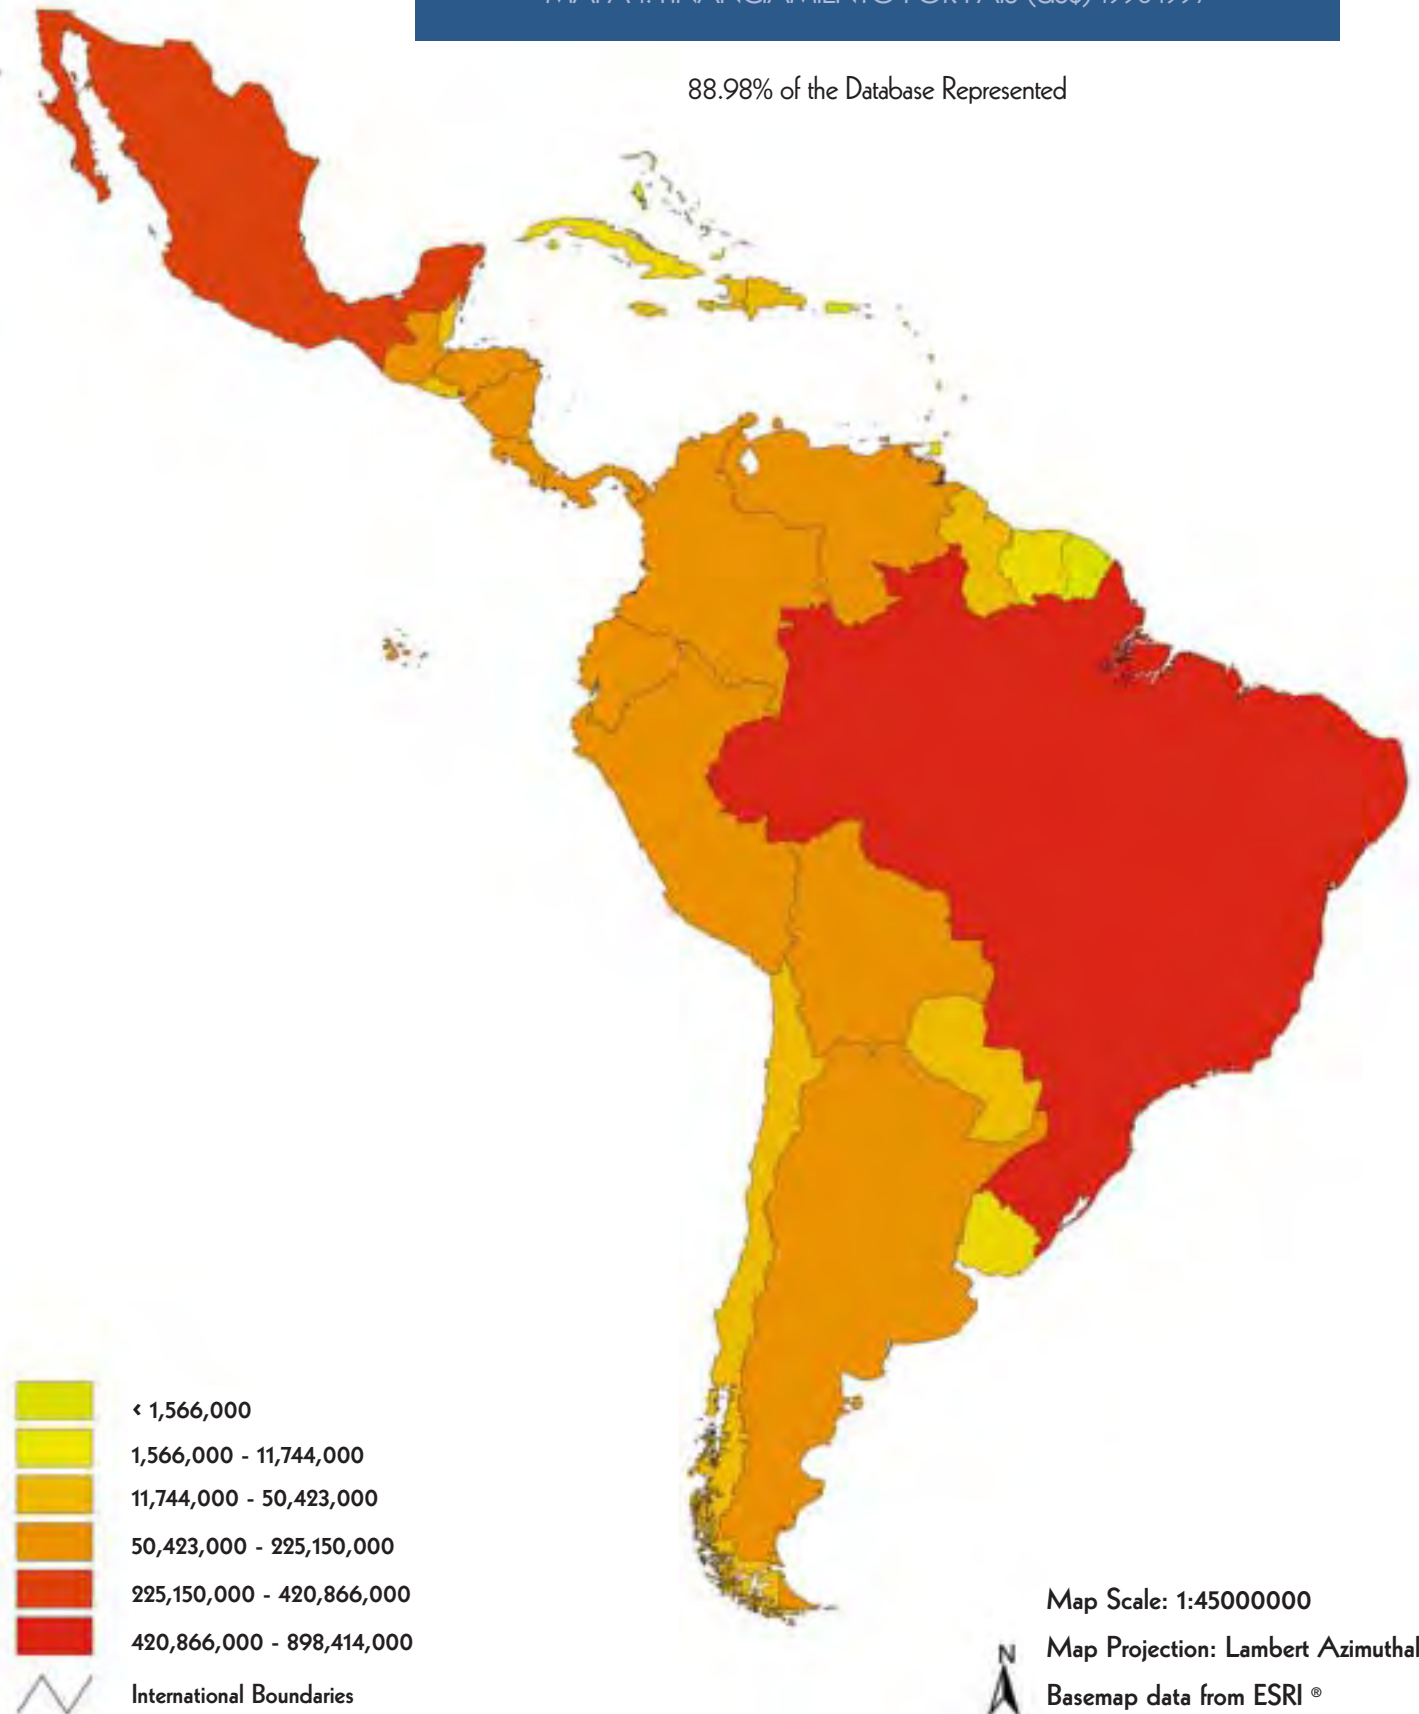 88.98% of the Database Represented
‹ 1,566,000
1,566,000 - 11,744,000
11,744,000 - 50,423,000
50,423,000 - 225,150,000
225,150,000 - 420,866,000
420,866,000 - 898,414,000
International Boundaries
Map Scale: 1:45000000
N
Map Projection: Lambert Azimuthal
Basemap data from ESRI ®